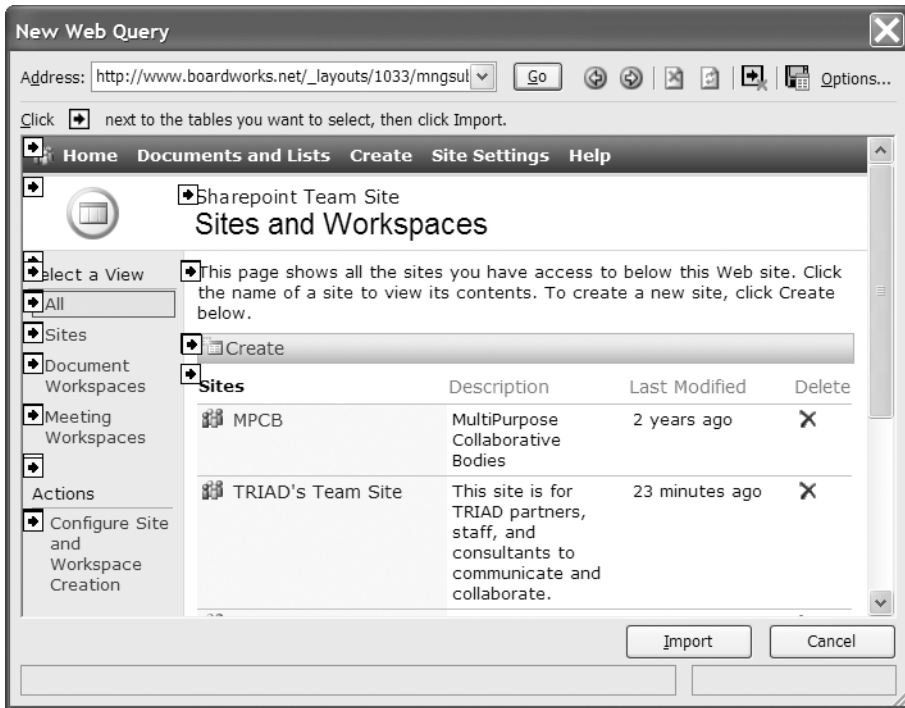 New Web Query
Address: http://www.boardworks.net/_layouts/1033/mngsul Go Options...
Click next to the tables you want to select, then click Import.
Home Documents and Lists Create Site Settings Help
Sharepoint Team Site
Sites and Workspaces
Select a View
All
Sites
Document
Workspaces
Meeting
Workspaces
Actions
Configure Site
and
Workspace
Creation
This page shows all the sites you have access to below this Web site. Click
the name of a site to view its contents. To create a new site, click Create
below.
Create
Sites Description Last Modified Delete
MPCB MultiPurpose 2 years ago
Collaborative
Bodies
TRIAD's Team Site This site is for 23 minutes ago
TRIAD partners,
staff, and
consultants to
communicate and
collaborate.
Import Cancel